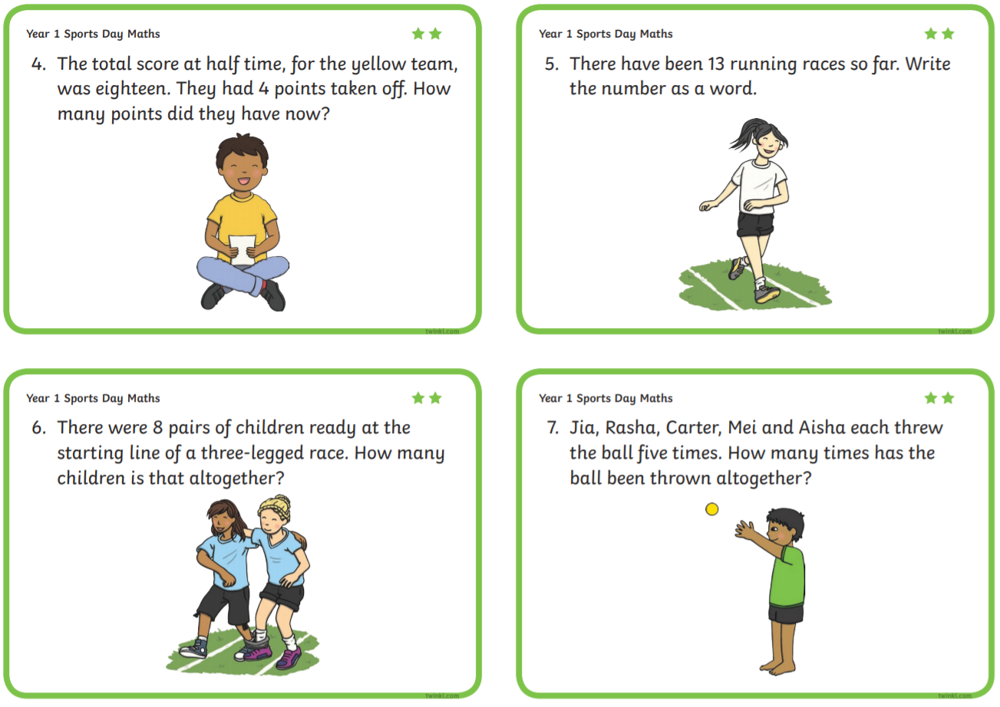 Year 1 Sports Day Maths
4. The total score at half time, for the yellow team,
was eighteen. They had 4 points taken off. How
many points did they have now?
twinkl.com
Year 1 Sports Day Maths
5. There have been 13 running races so far. Write
the number as a word.
twinkl.com
Year 1 Sports Day Maths
6. There were 8 pairs of children ready at the
starting line of a three-legged race. How many
children is that altogether?
twinkl.com
Year 1 Sports Day Maths
7. Jia, Rasha, Carter, Mei and Aisha each threw
the ball five times. How many times has the
ball been thrown altogether?
twinkl.com